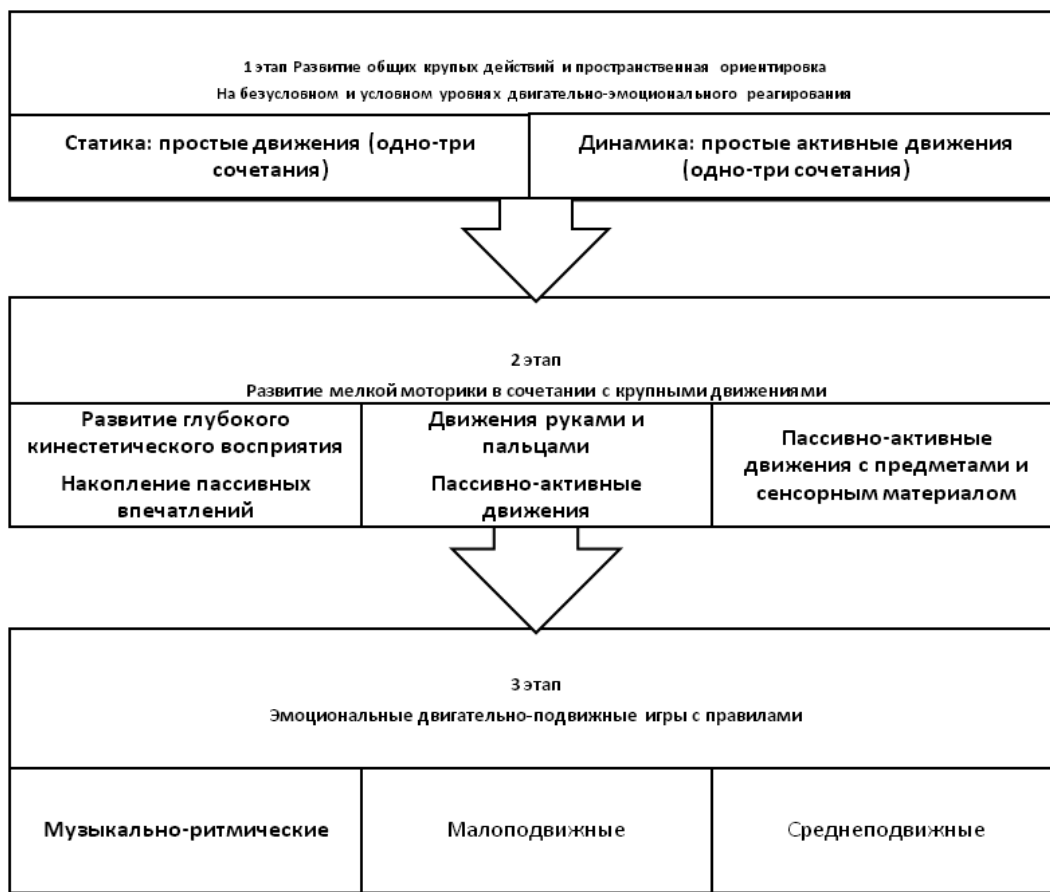 1 этап Развитие общих крупых действий и пространственная ориентировка
На безусловном и условном уровнях двигательно-эмоционального реагирования
Статика: простые движения (одно-три
сочетания)
Динамика: простые активные движения
(одно-три сочетания)
2 этап
Развитие мелкой моторики в сочетании с крупными движениями
Развитие глубокого
кинестетического восприятия
Накопление пассивных
впечатлений
Движения руками и
пальцами
Пассивно-активные
движения
Пассивно-активные
движения с предметами и
сенсорным материалом
3 этап
Эмоциональные двигательно-подвижные игры с правилами
Музыкально-ритмические
Малоподвижные
Среднеподвижные